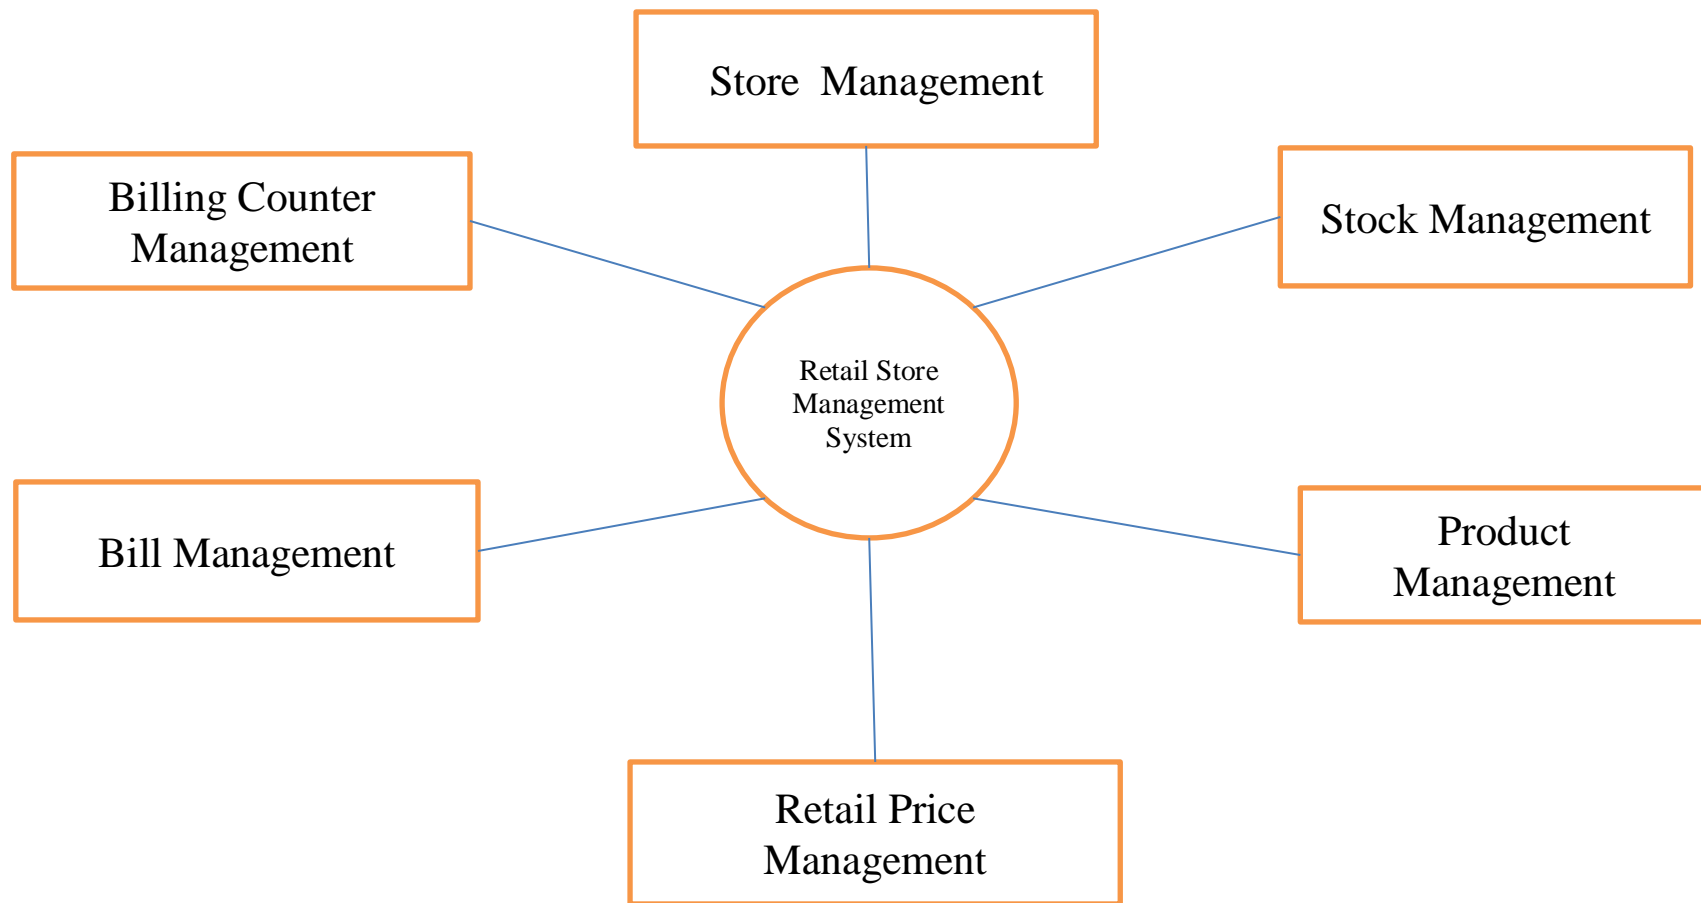 Store  Management
Billing Counter
Management
Stock Management
Retail Store
Management
System
Bill Management
Product
Management
Retail Price
Management